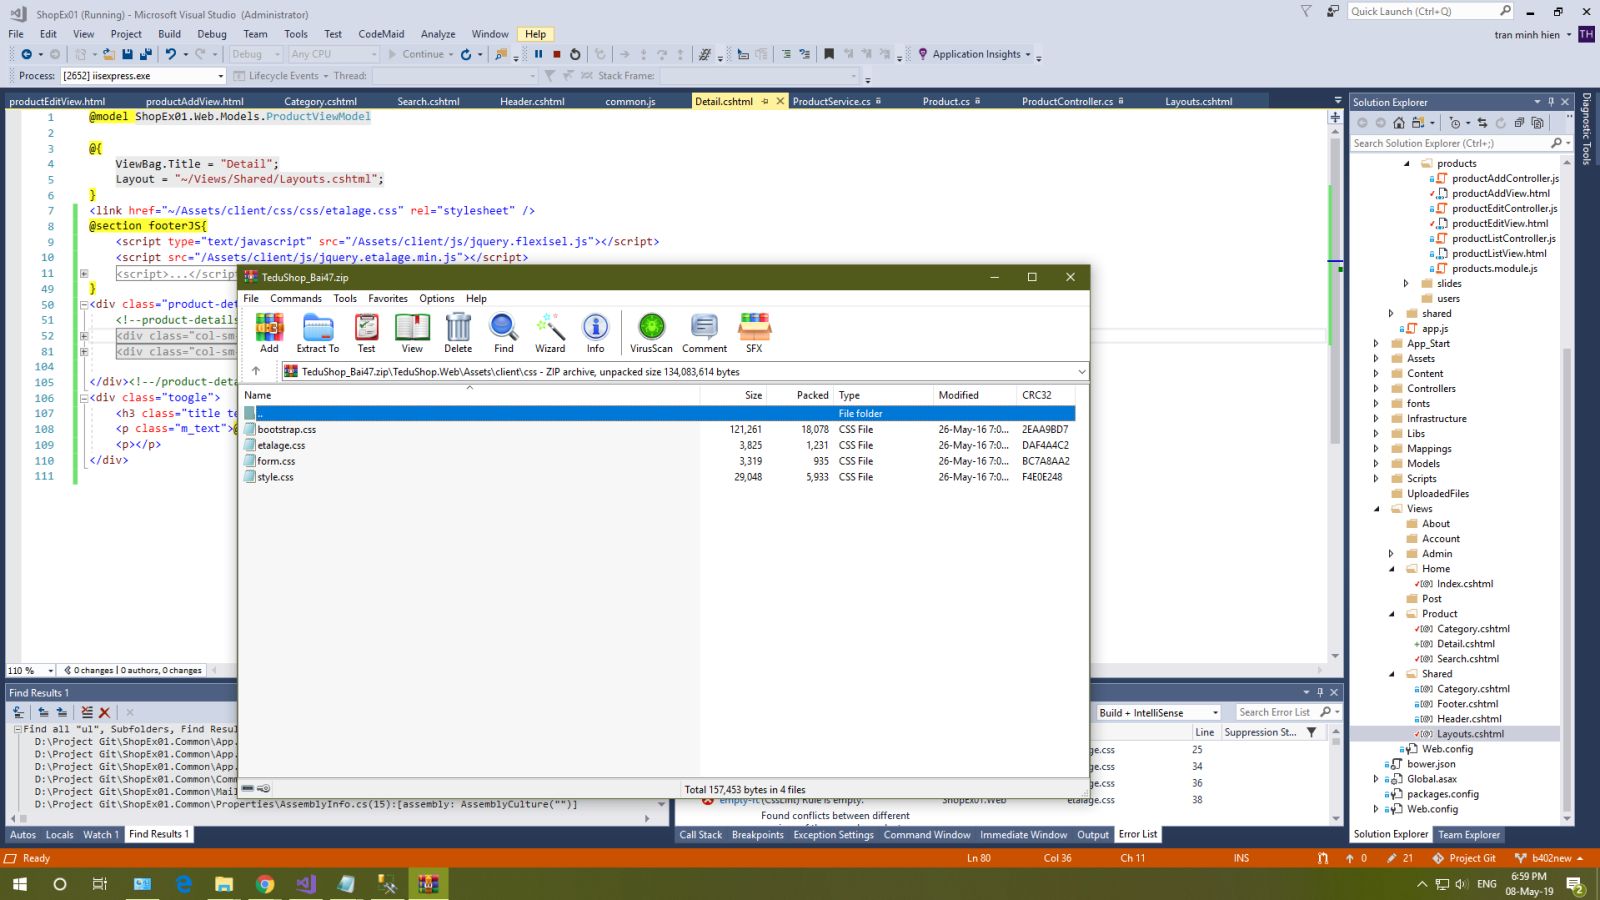 ShopEx01 (Running) - Microsoft Visual Studio (Administrator)
Quick Launch (Ctrl+Q)
File Edit View Project Build Debug Team Tools Test CodeMaid Analyze Window Help
tran minh hien TH
Debug Any CPU Continue Application Insights
Process: [2652] iisexpress.exe Lifecycle Events Thread: Stack Frame:
productEditView.html productAddView.html Category.cshtml Search.cshtml Header.cshtml common.js Detail.cshtml ProductService.cs Product.cs ProductController.cs Layouts.cshtml
1 @model ShopEx01.Web.Models.ProductViewModel
2
3 @{
4 ViewBag.Title = "Detail";
5 Layout = "~/Views/Shared/Layouts.cshtml";
6 }
7 <link href="~/Assets/client/css/css/etalage.css" rel="stylesheet" />
8 @section footerJS{
9 <script type="text/javascript" src="/Assets/client/js/jquery.flexisel.js"></script>
10 <script src="/Assets/client/js/jquery.etalage.min.js"></script>
11 <script>...</script
49 }
50 <div class="product-det
51 <!--product-details
52 <div class="col-sm-
81 <div class="col-sm-
104
105 </div><!--/product-deta
106 <div class="toogle">
107 <h3 class="title te
108 <p class="m_text">@
109 <p></p>
110 </div>
111
110 % 0 changes | 0 authors, 0 changes
TeduShop_Bai47.zip
File Commands Tools Favorites Options Help
Add Extract To Test View Delete Find Wizard Info VirusScan Comment SFX
TeduShop_Bai47.zip\TeduShop.Web\Assets\client\css - ZIP archive, unpacked size 134,083,614 bytes
Name Size Packed Type Modified CRC32
.. File folder
bootstrap.css 121,261 18,078 CSS File 26-May-16 7:0... 2EAA9BD7
etalage.css 3,825 1,231 CSS File 26-May-16 7:0... DAF4A4C2
form.css 3,319 935 CSS File 26-May-16 7:0... BC7A8AA2
style.css 29,048 5,933 CSS File 26-May-16 7:0... F4E0E248
Total 157,453 bytes in 4 files
Solution Explorer
Search Solution Explorer (Ctrl+;)
products
productAddController.js
productAddView.html
productEditController.js
productEditView.html
productListController.js
productListView.html
products.module.js
slides
users
shared
app.js
App_Start
Assets
Content
Controllers
fonts
Infrastructure
Libs
Mappings
Models
Scripts
UploadedFiles
Views
About
Account
Admin
Home
Index.cshtml
Post
Product
Category.cshtml
Detail.cshtml
Search.cshtml
Shared
Category.cshtml
Footer.cshtml
Header.cshtml
Layouts.cshtml
Web.config
bower.json
Global.asax
packages.config
Web.config
Solution Explorer Team Explorer
Diagnostic Tools
Find Results 1
Find all "ul", Subfolders, Find Resul
D:\Project Git\ShopEx01.Common\App.
D:\Project Git\ShopEx01.Common\App.
D:\Project Git\ShopEx01.Common\App.
D:\Project Git\ShopEx01.Common\Com
D:\Project Git\ShopEx01.Common\Mail
D:\Project Git\ShopEx01.Common\Properties\AssemblyInfo.cs(15):[assembly: AssemblyCulture("")]
Autos Locals Watch 1 Find Results 1
Build + IntelliSense Search Error List
Line Suppression St...
ge.css 25
ge.css 34
ge.css 36
empty-r: (CssLint) Rule is empty. ShopEx01.Web etalage.css 38
Found conflicts between different
Call Stack Breakpoints Exception Settings Command Window Immediate Window Output Error List
Ready Ln 80 Col 36 Ch 11 INS 0 21 Project Git b402new
ENG 6:59 PM
08-May-19 2